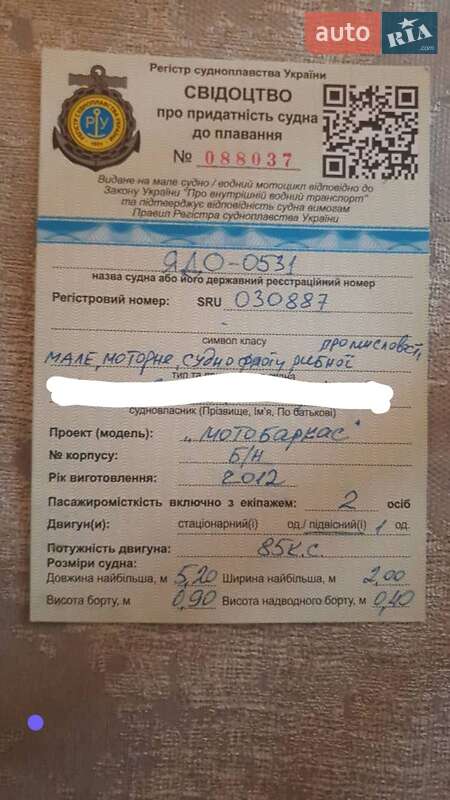 auto RIA.com
Регістр судноплавства України
СВІДОЦТВО
про придатність судна
до плавання
№ 088037
Видане на мале судно / водний мотоцикл відповідно до
Закону України "Про внутрішній водний транспорт"
та підтверджує відповідність судна вимогам
Правил Регістра судноплавства України
ЯДО-0531
назва судна або його державний реєстраційний номер
Регістровий номер: SRU 030887
символ класу
промисловості,
МАЛЕ, МОТОРНЕ, СУДНО флоту рибної
тип та
судновласник (Прізвище, Ім'я, По батькові)
Проект (модель): "МОТОБАРКАС"
№ корпусу: Б/Н
Рік виготовлення: 2012
Пасажиромісткість включно з екіпажем: 2 осіб
Двигун(и): стаціонарний(і) од./ підвісний(і) 1 од.
Потужність двигуна: 85к.с.
Розміри судна:
Довжина найбільша, м 5,20 Ширина найбільша, м 2,00
Висота борту, м 0,90 Висота надводного борту, м 0,40